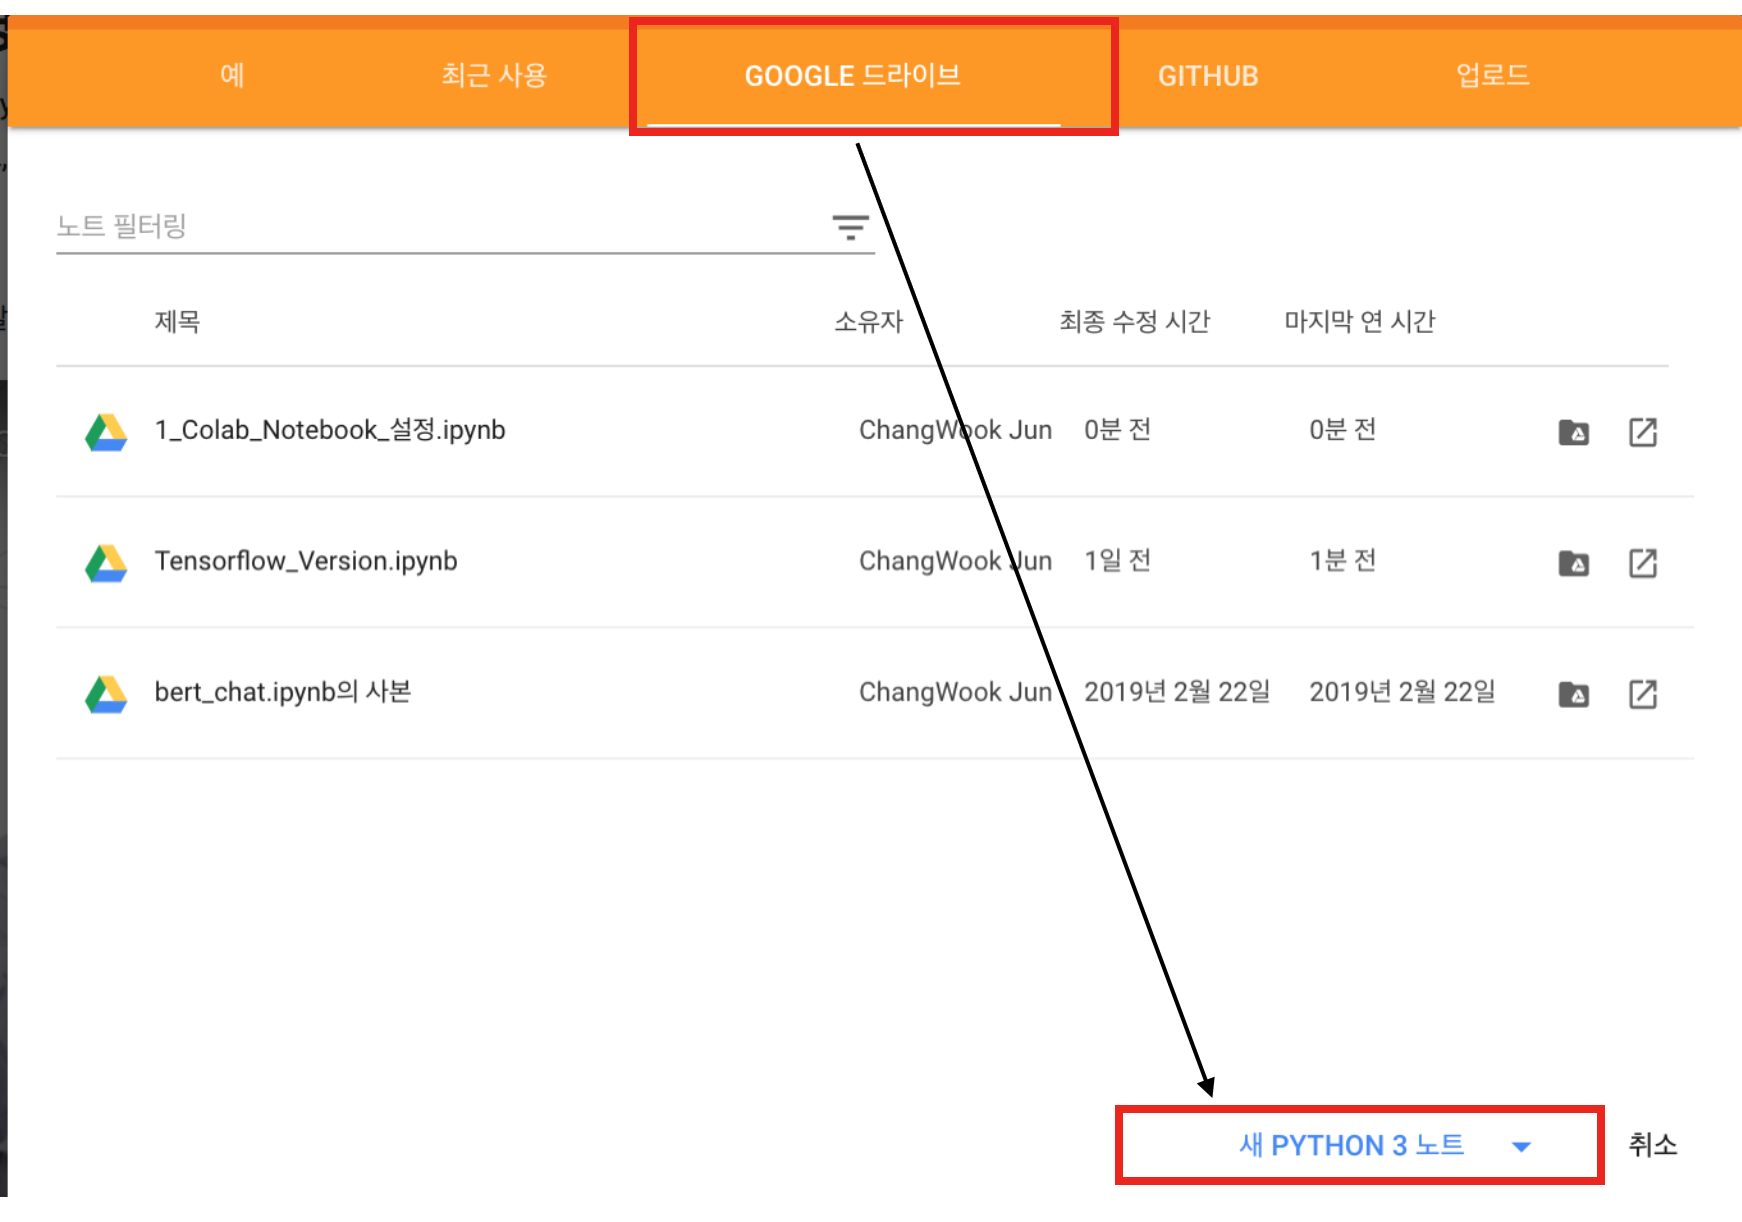 예 최근 사용 GOOGLE 드라이브 GITHUB 업로드
노트 필터링
제목 소유자 최종 수정 시간 마지막 연 시간
1_Colab_Notebook_설정.ipynb ChangWook Jun 0분 전 0분 전
Tensorflow_Version.ipynb ChangWook Jun 1일 전 1분 전
bert_chat.ipynb의 사본 ChangWook Jun 2019년 2월 22일 2019년 2월 22일
새 PYTHON 3 노트 취소